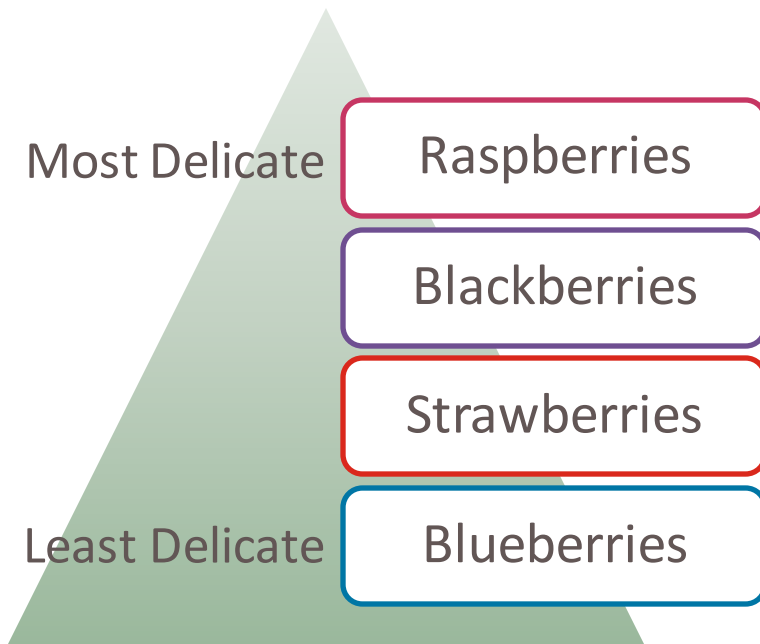 Most Delicate
Raspberries
Blackberries
Strawberries
Least Delicate
Blueberries